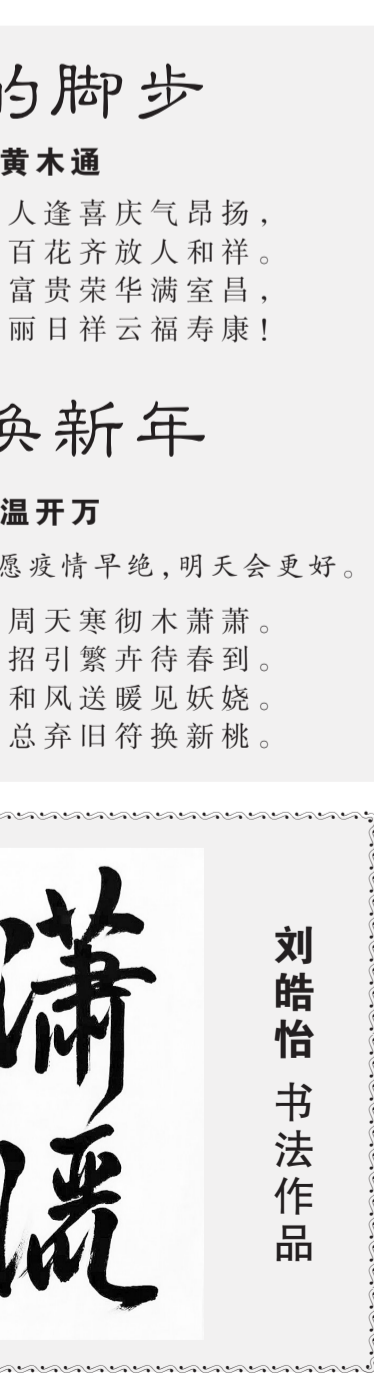 的脚步
黄木通
人逢喜庆气昂扬，
百花齐放人和祥。
富贵荣华满室昌，
丽日祥云福寿康！
换新年
温开万
愿疫情早绝，明天会更好。
周天寒彻木萧萧。
招引繁卉待春到。
和风送暖见妖娆。
总弃旧符换新桃。
潇洒
刘皓怡 书法作品